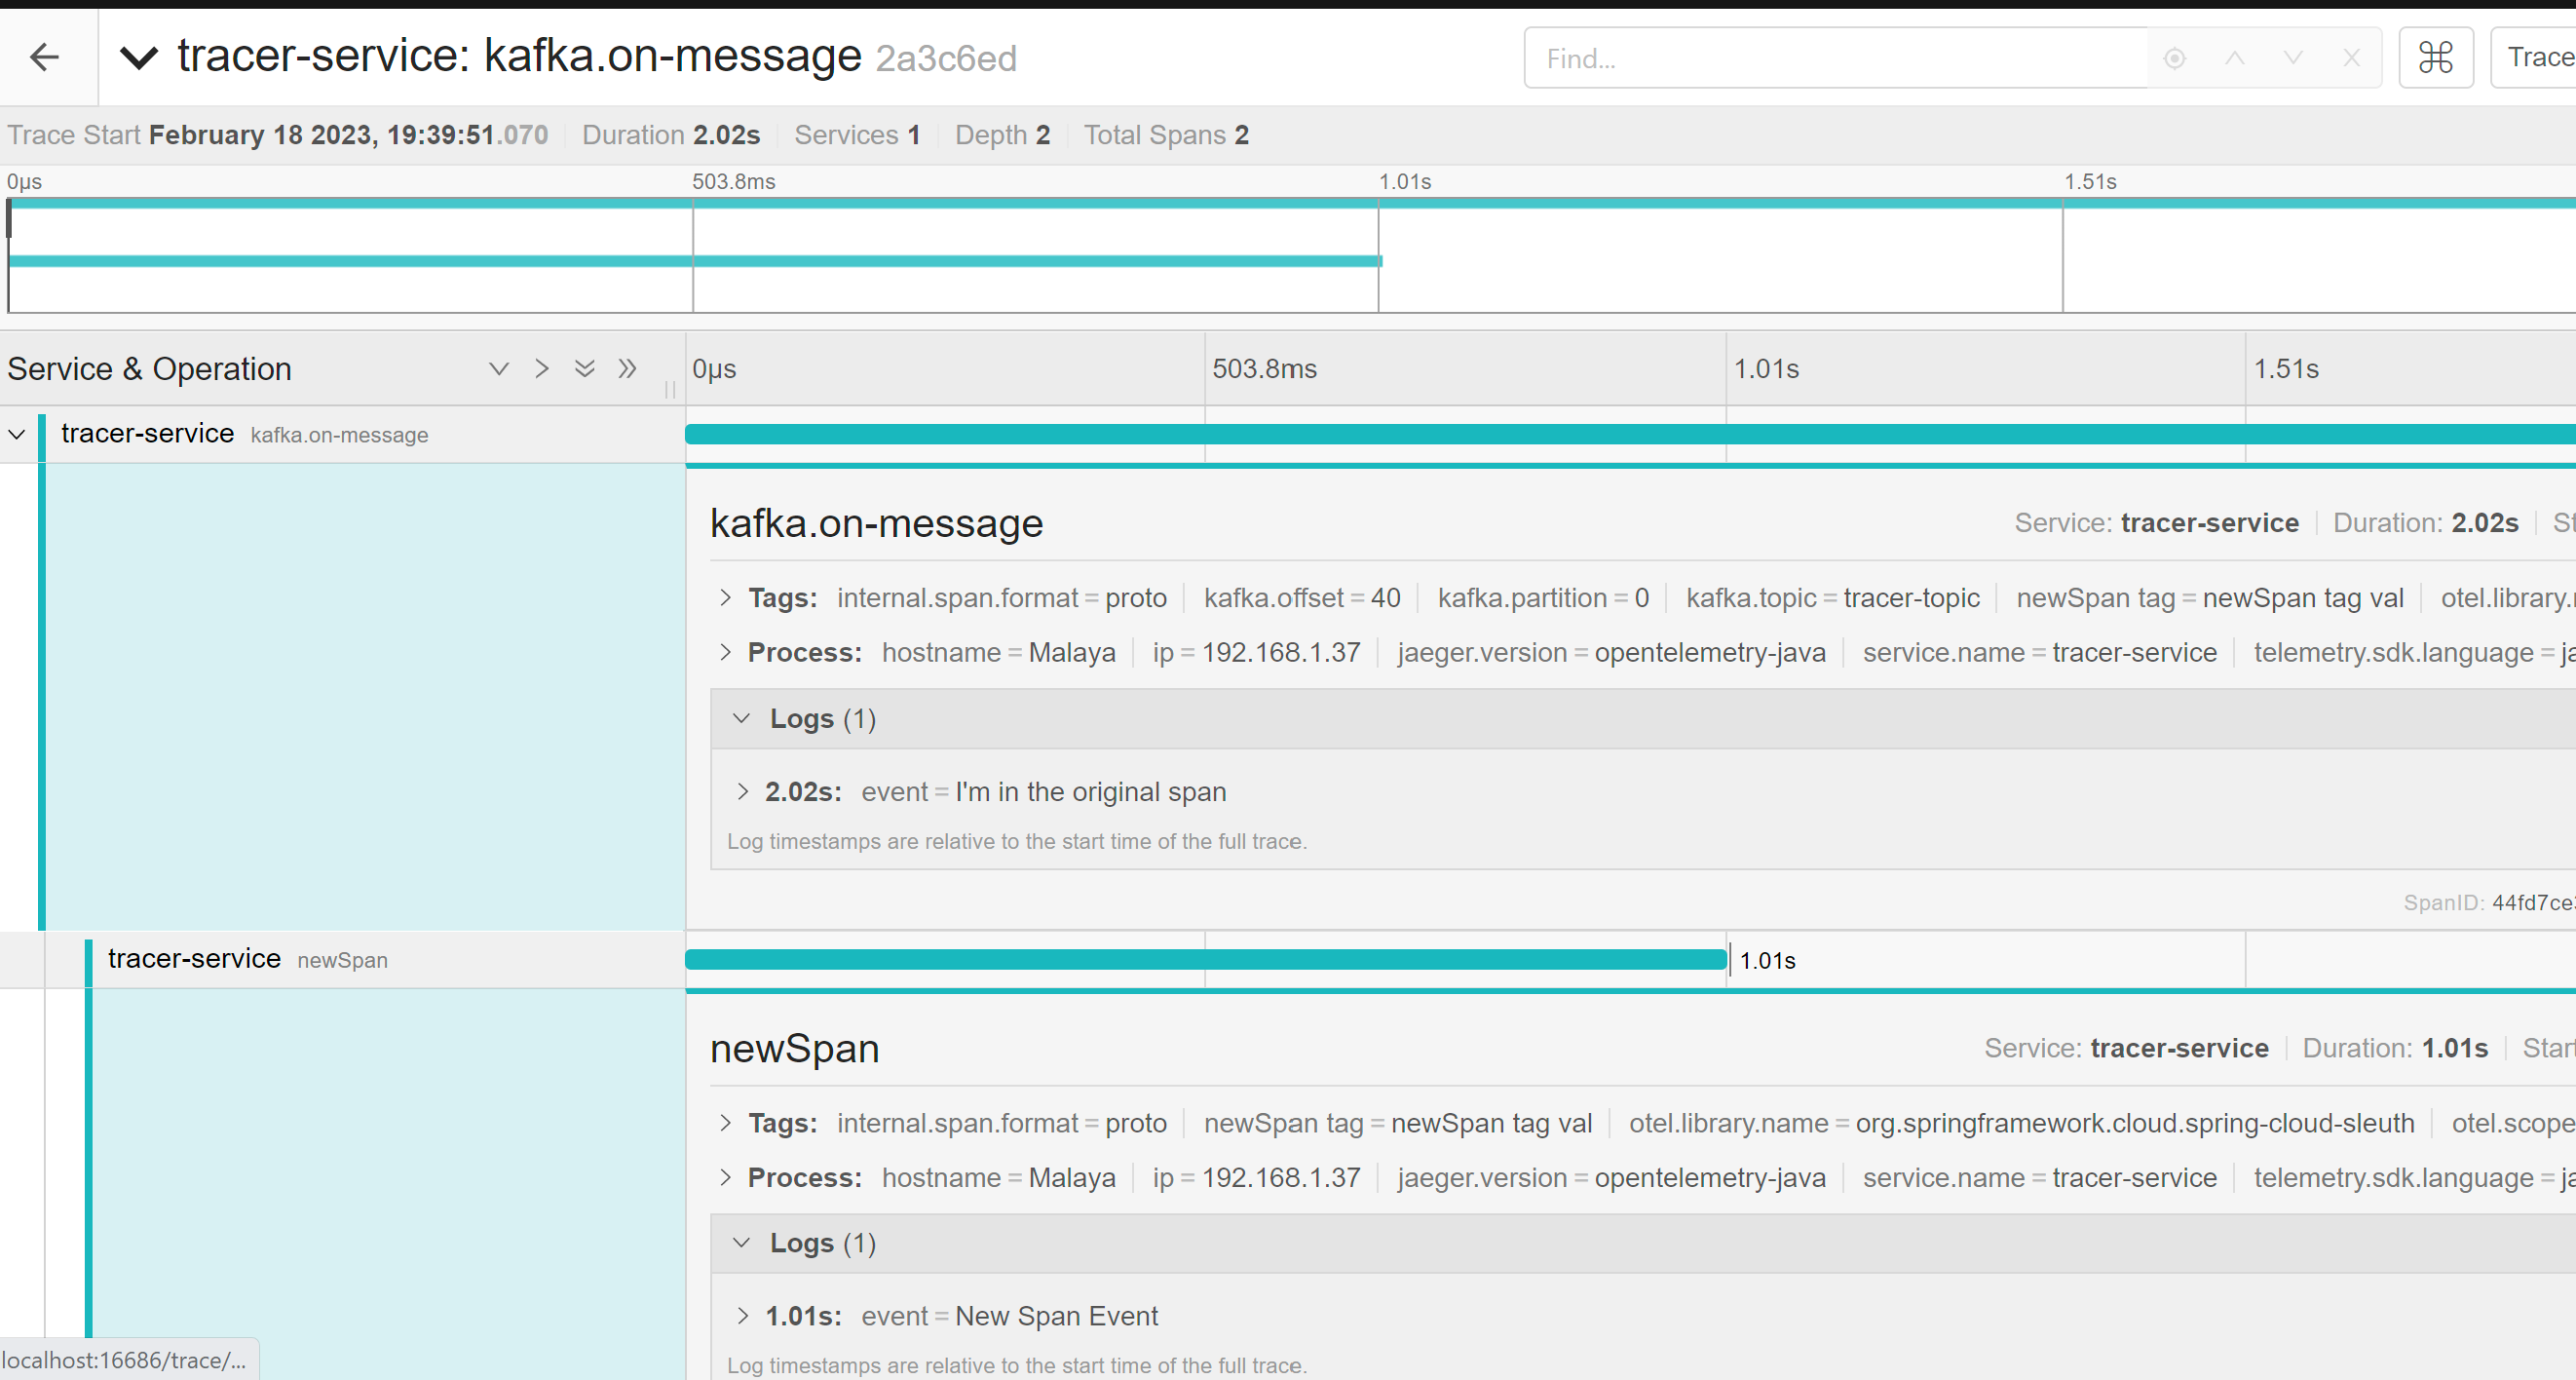 tracer-service: kafka.on-message 2a3c6ed
Find...
⌘
Trace
Trace Start February 18 2023, 19:39:51.070 Duration 2.02s Services 1 Depth 2 Total Spans 2
0μs 503.8ms 1.01s 1.51s
Service & Operation 0μs 503.8ms 1.01s 1.51s
tracer-service kafka.on-message
kafka.on-message Service: tracer-service Duration: 2.02s St
Tags: internal.span.format = proto kafka.offset = 40 kafka.partition = 0 kafka.topic = tracer-topic newSpan tag = newSpan tag val otel.library.
Process: hostname = Malaya ip = 192.168.1.37 jaeger.version = opentelemetry-java service.name = tracer-service telemetry.sdk.language = ja
Logs (1)
2.02s: event = I'm in the original span
Log timestamps are relative to the start time of the full trace.
SpanID: 44fd7ce
tracer-service newSpan 1.01s
newSpan Service: tracer-service Duration: 1.01s Start
Tags: internal.span.format = proto newSpan tag = newSpan tag val otel.library.name = org.springframework.cloud.spring-cloud-sleuth otel.scope
Process: hostname = Malaya ip = 192.168.1.37 jaeger.version = opentelemetry-java service.name = tracer-service telemetry.sdk.language = ja
Logs (1)
1.01s: event = New Span Event
Log timestamps are relative to the start time of the full trace.
localhost:16686/trace/...